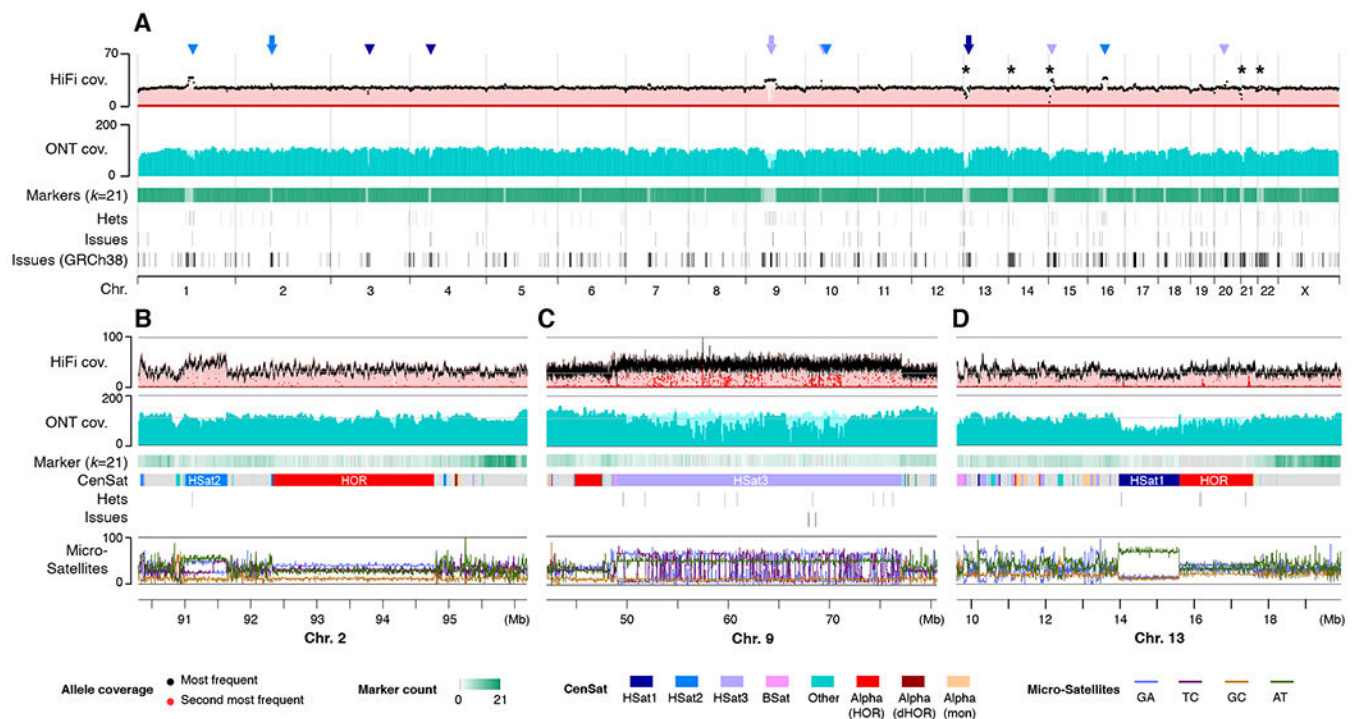 A
70
HiFi cov.
0
* * * * *
200
ONT cov.
0
Markers (k=21)
Hets
Issues
Issues (GRCh38)
Chr. 1 2 3 4 5 6 7 8 9 10 11 12 13 14 15 16 17 18 19 20 21 22 X
B C D
100
HiFi cov.
0
200
ONT cov.
0
Marker (k=21)
CenSat HSat2 HOR HSat3 HSat1 HOR
Hets
Issues
100
Micro-
Satellites
0
91 92 93 94 95 (Mb) 50 60 70 (Mb) 10 12 14 16 18 (Mb)
Chr. 2 Chr. 9 Chr. 13
Allele coverage Most frequent
Second most frequent
Marker count 0 21
CenSat HSat1 HSat2 HSat3 BSat Other Alpha (HOR) Alpha (dHOR) Alpha (mon)
Micro-Satellites GA TC GC AT